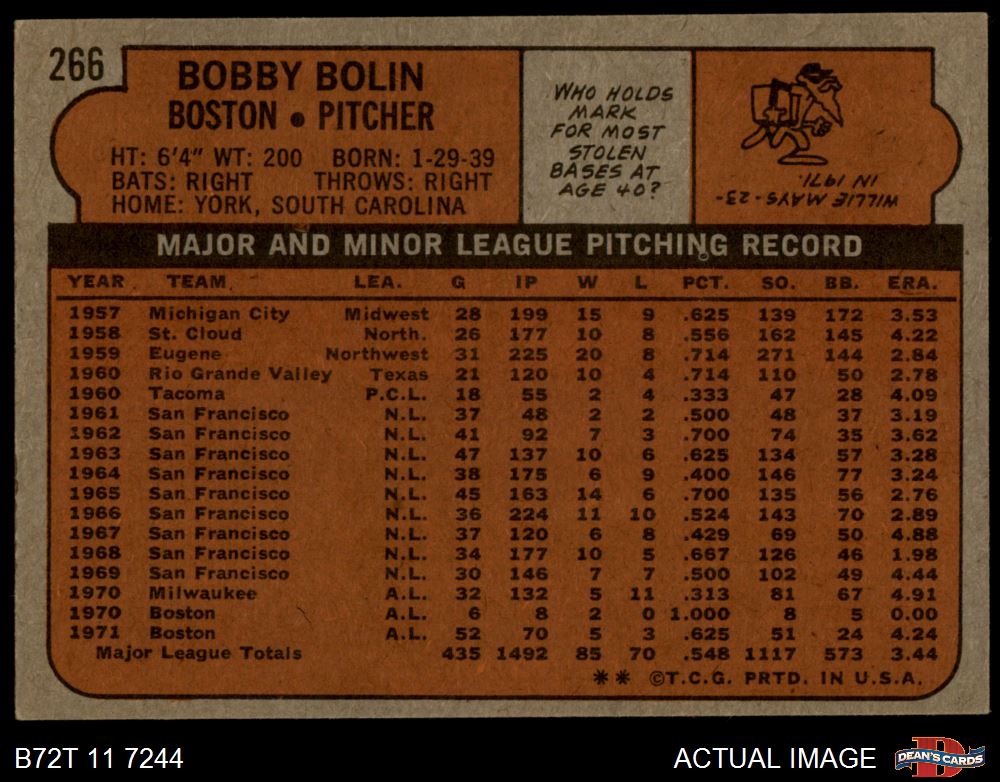 266
BOBBY BOLIN
BOSTON • PITCHER
HT: 6'4" WT: 200 BORN: 1-29-39
BATS: RIGHT THROWS: RIGHT
HOME: YORK, SOUTH CAROLINA
WHO HOLDS
MARK
FOR MOST
STOLEN
BASES AT
AGE 40?
WILLIE MAYS-23-
IN 1971.
MAJOR AND MINOR LEAGUE PITCHING RECORD
YEAR TEAM LEA. G IP W L PCT. SO. BB. ERA.
1957 Michigan City Midwest 28 199 15 9 .625 139 172 3.53
1958 St. Cloud North. 26 177 10 8 .556 162 145 4.22
1959 Eugene Northwest 31 225 20 8 .714 271 144 2.84
1960 Rio Grande Valley Texas 21 120 10 4 .714 110 50 2.78
1960 Tacoma P.C.L. 18 55 2 4 .333 47 28 4.09
1961 San Francisco N.L. 37 48 2 2 .500 48 37 3.19
1962 San Francisco N.L. 41 92 7 3 .700 74 35 3.62
1963 San Francisco N.L. 47 137 10 6 .625 134 57 3.28
1964 San Francisco N.L. 38 175 6 9 .400 146 77 3.24
1965 San Francisco N.L. 45 163 14 6 .700 135 56 2.76
1966 San Francisco N.L. 36 224 11 10 .524 143 70 2.89
1967 San Francisco N.L. 37 120 6 8 .429 69 50 4.88
1968 San Francisco N.L. 34 177 10 5 .667 126 46 1.98
1969 San Francisco N.L. 30 146 7 7 .500 102 49 4.44
1970 Milwaukee A.L. 32 132 5 11 .313 81 67 4.91
1970 Boston A.L. 6 8 2 0 1.000 8 5 0.00
1971 Boston A.L. 52 70 5 3 .625 51 24 4.24
Major League Totals 435 1492 85 70 .548 1117 573 3.44
** ©T.C.G. PRTD. IN U.S.A.
B72T 11 7244
ACTUAL IMAGE
D
DEAN'S CARDS